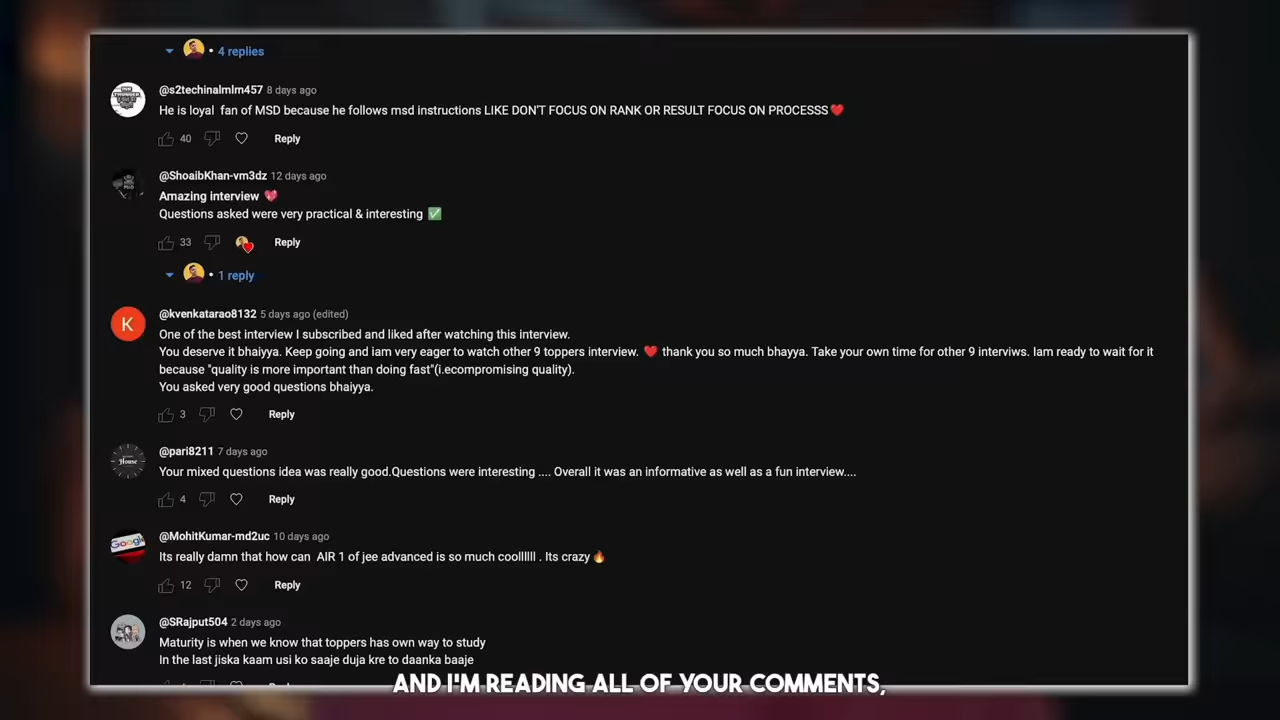 4 replies
@s2techinalmlm457 8 days ago
He is loyal fan of MSD because he follows msd instructions LIKE DON'T FOCUS ON RANK OR RESULT FOCUS ON PROCESSS❤️
40 Reply
@ShoaibKhan-vm3dz 12 days ago
Amazing interview 💖
Questions asked were very practical & interesting ✅
33 Reply
1 reply
K
@kvenkatarao8132 5 days ago (edited)
One of the best interview I subscribed and liked after watching this interview.
You deserve it bhaiyya. Keep going and iam very eager to watch other 9 toppers interview. ❤️ thank you so much bhayya. Take your own time for other 9 interviws. Iam ready to wait for it
because "quality is more important than doing fast"(i.ecompromising quality).
You asked very good questions bhaiyya.
3 Reply
House
@pari8211 7 days ago
Your mixed questions idea was really good.Questions were interesting .... Overall it was an informative as well as a fun interview....
4 Reply
Google
@MohitKumar-md2uc 10 days ago
Its really damn that how can AIR 1 of jee advanced is so much coolllllll . Its crazy 🔥
12 Reply
@SRajput504 2 days ago
Maturity is when we know that toppers has own way to study
In the last jiska kaam usi ko saaje duja kre to daanka baaje
AND I'M READING ALL OF YOUR COMMENTS,